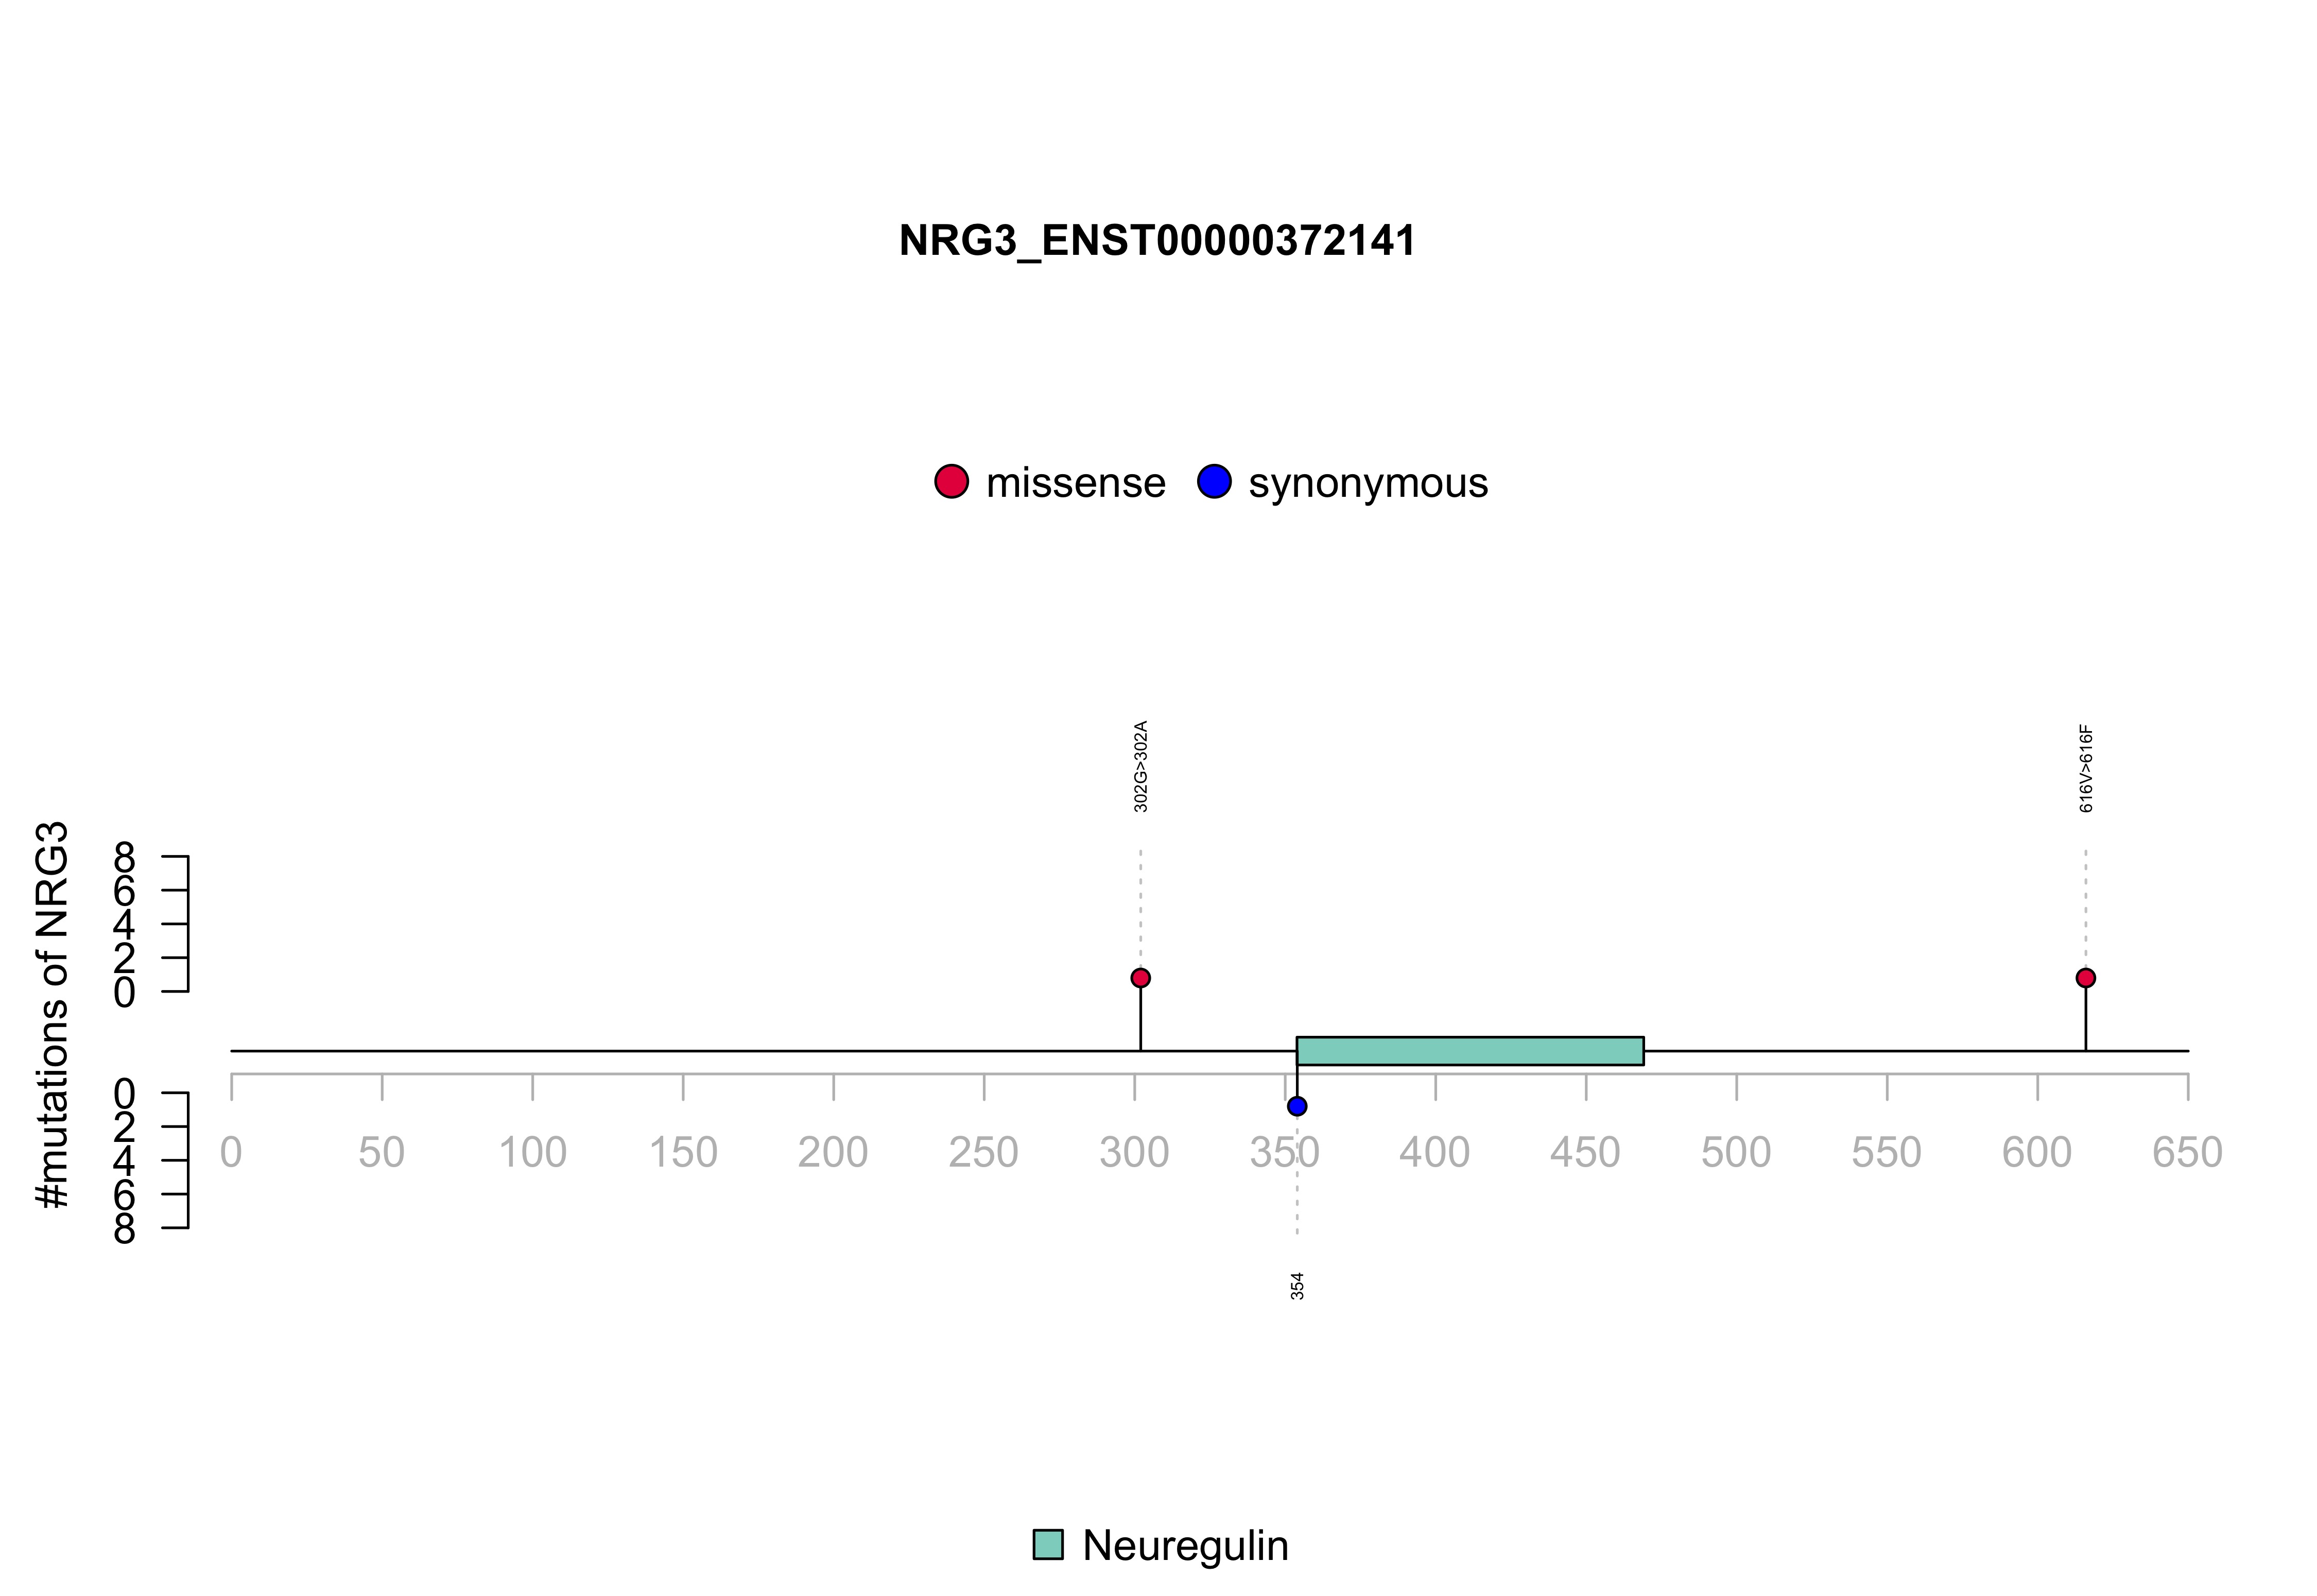 NRG3_ENST00000372141
missense synonymous
302G>302A
616V>616F
#mutations of NRG3
8
6
4
2
0
0
2
4
6
8
0 50 100 150 200 250 300 350 400 450 500 550 600 650
354
Neuregulin